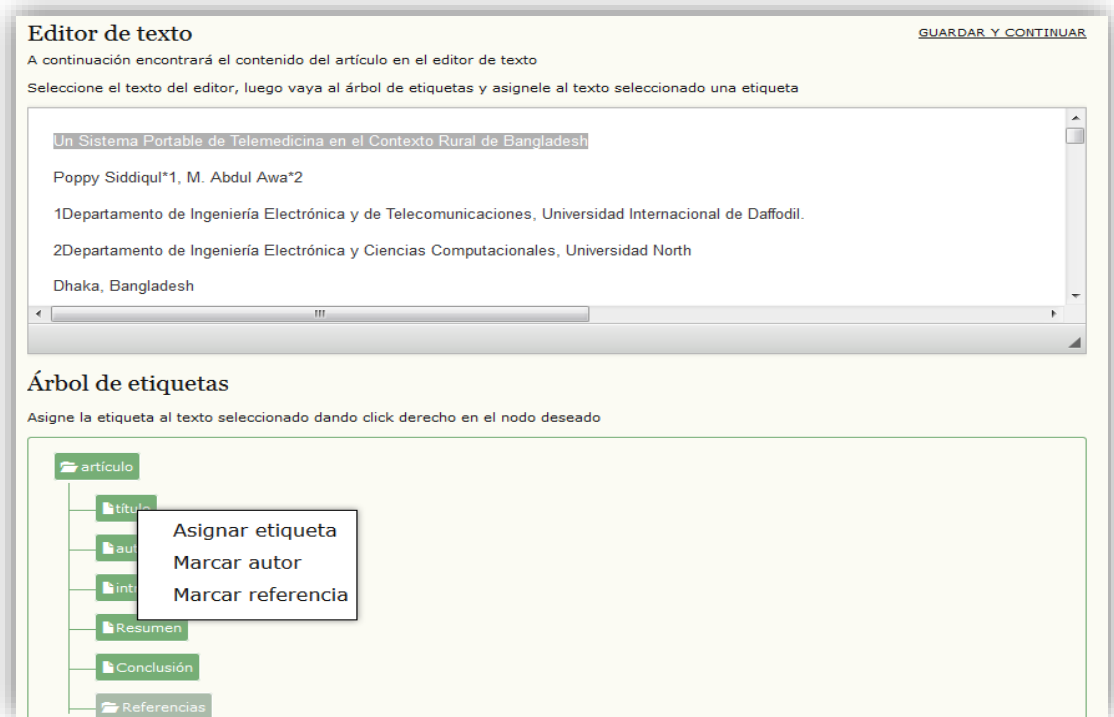 Editor de texto
GUARDAR Y CONTINUAR
A continuación encontrará el contenido del artículo en el editor de texto
Seleccione el texto del editor, luego vaya al árbol de etiquetas y asignele al texto seleccionado una etiqueta
Un Sistema Portable de Telemedicina en el Contexto Rural de Bangladesh
Poppy Siddiqul*1, M. Abdul Awa*2
1Departamento de Ingeniería Electrónica y de Telecomunicaciones, Universidad Internacional de Daffodil.
2Departamento de Ingeniería Electrónica y Ciencias Computacionales, Universidad North
Dhaka, Bangladesh
Árbol de etiquetas
Asigne la etiqueta al texto seleccionado dando click derecho en el nodo deseado
artículo
título
Asignar etiqueta
Marcar autor
Marcar referencia
Resumen
Conclusión
Referencias